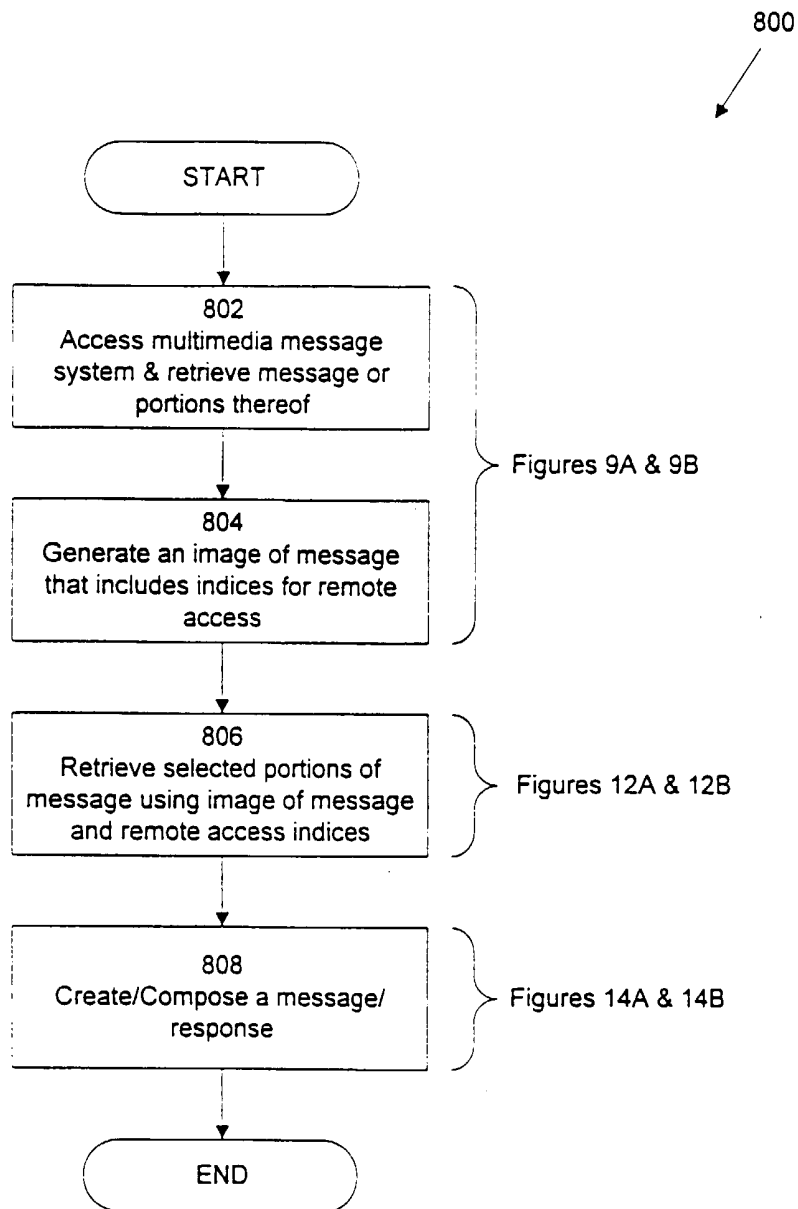 800
START
802
Access multimedia message
system & retrieve message or
portions thereof
Figures 9A & 9B
804
Generate an image of message
that includes indices for remote
access
806
Retrieve selected portions of
message using image of message
and remote access indices
Figures 12A & 12B
808
Create/Compose a message/
response
Figures 14A & 14B
END